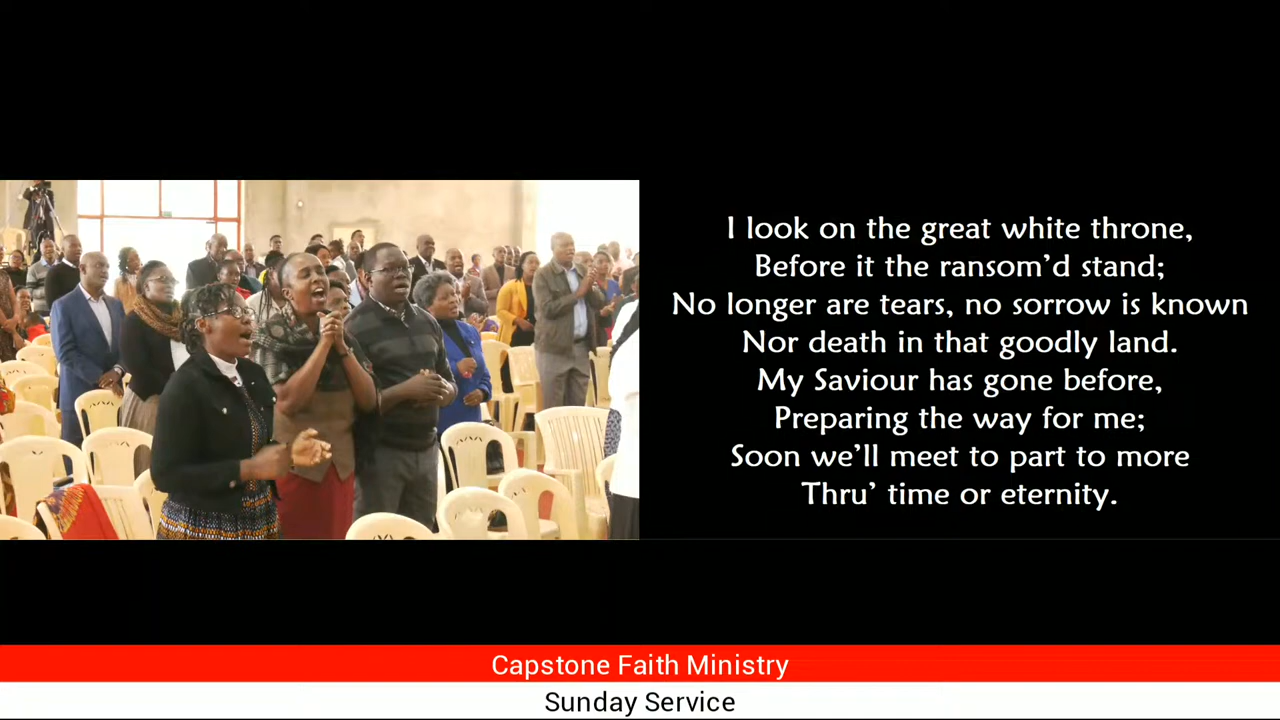 I look on the great white throne,
Before it the ransom'd stand;
No longer are tears, no sorrow is known
Nor death in that goodly land.
My Saviour has gone before,
Preparing the way for me;
Soon we'll meet to part to more
Thru' time or eternity.
Capstone Faith Ministry
Sunday Service